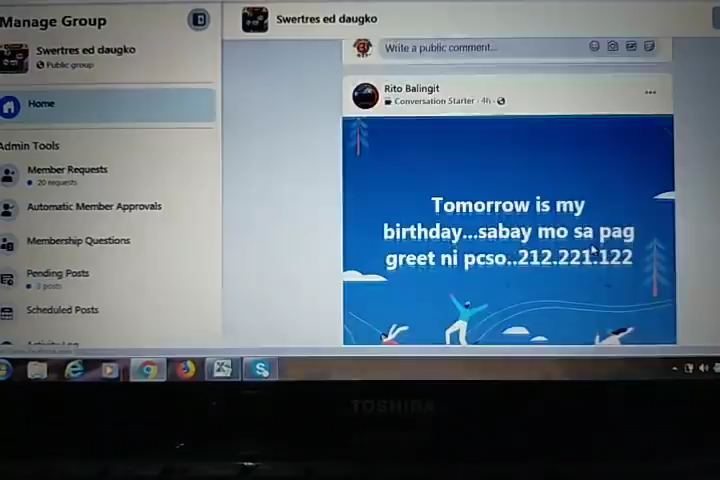 Manage Group
Swertres ed daugko
Public group
Home
Admin Tools
Member Requests
20 requests
Automatic Member Approvals
Membership Questions
Pending Posts
3 posts
Scheduled Posts
Activity Log
Swertres ed daugko
Write a public comment...
Rito Balingit
Conversation Starter · 4h ·
Tomorrow is my
birthday...sabay mo sa pag
greet ni pcso..212.221.122
TOSHIBA